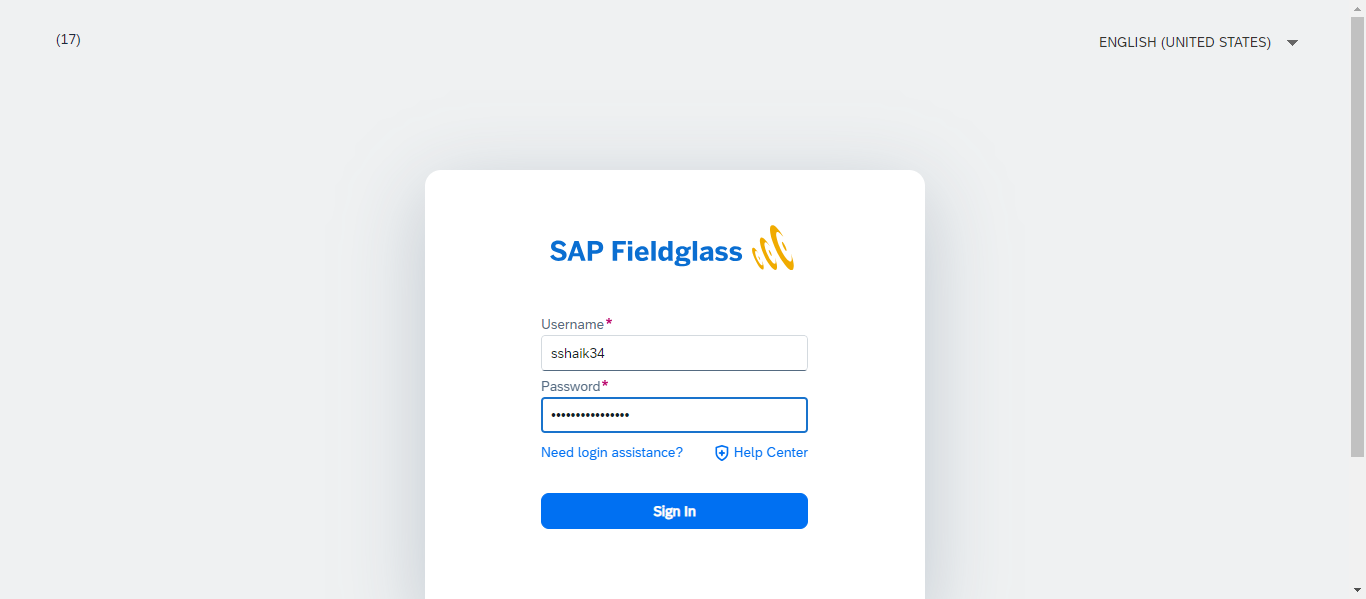 (17)
ENGLISH (UNITED STATES)
SAP Fieldglass
Username*
sshaik34
Password*
••••••••••••••••
Need login assistance?
Help Center
Sign In